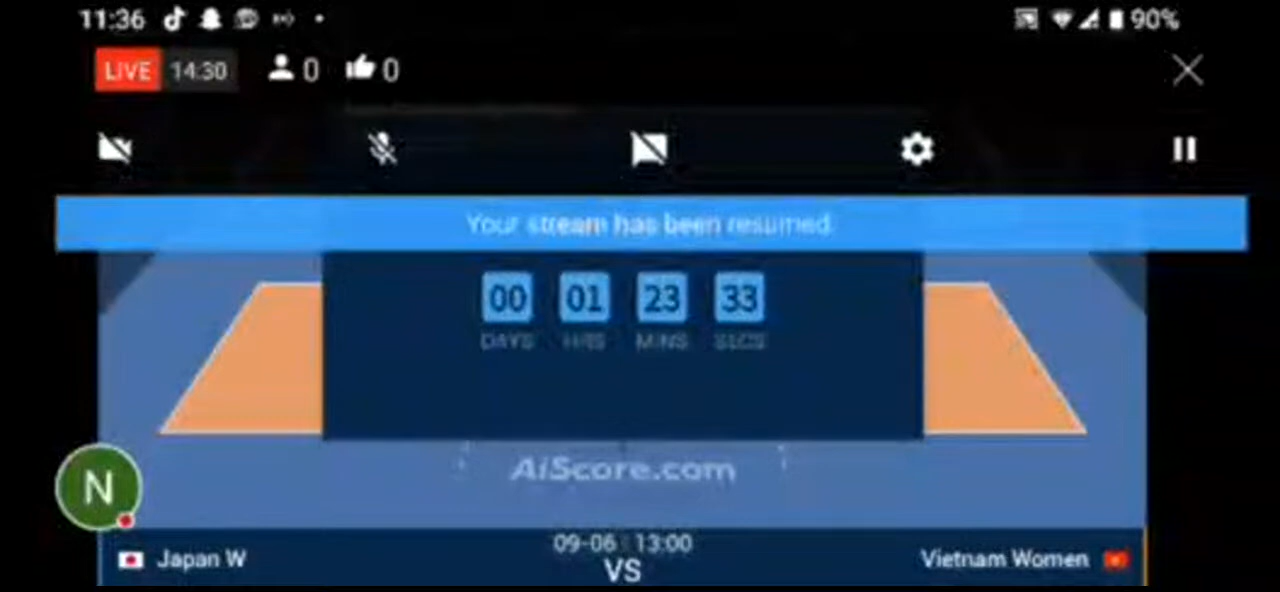 11:36 90%
LIVE 14:30 0 0
Your stream has been resumed.
00 01 23 33
DAYS HRS MINS SECS
N
AiScore.com
09-06 13:00
Japan W VS Vietnam Women